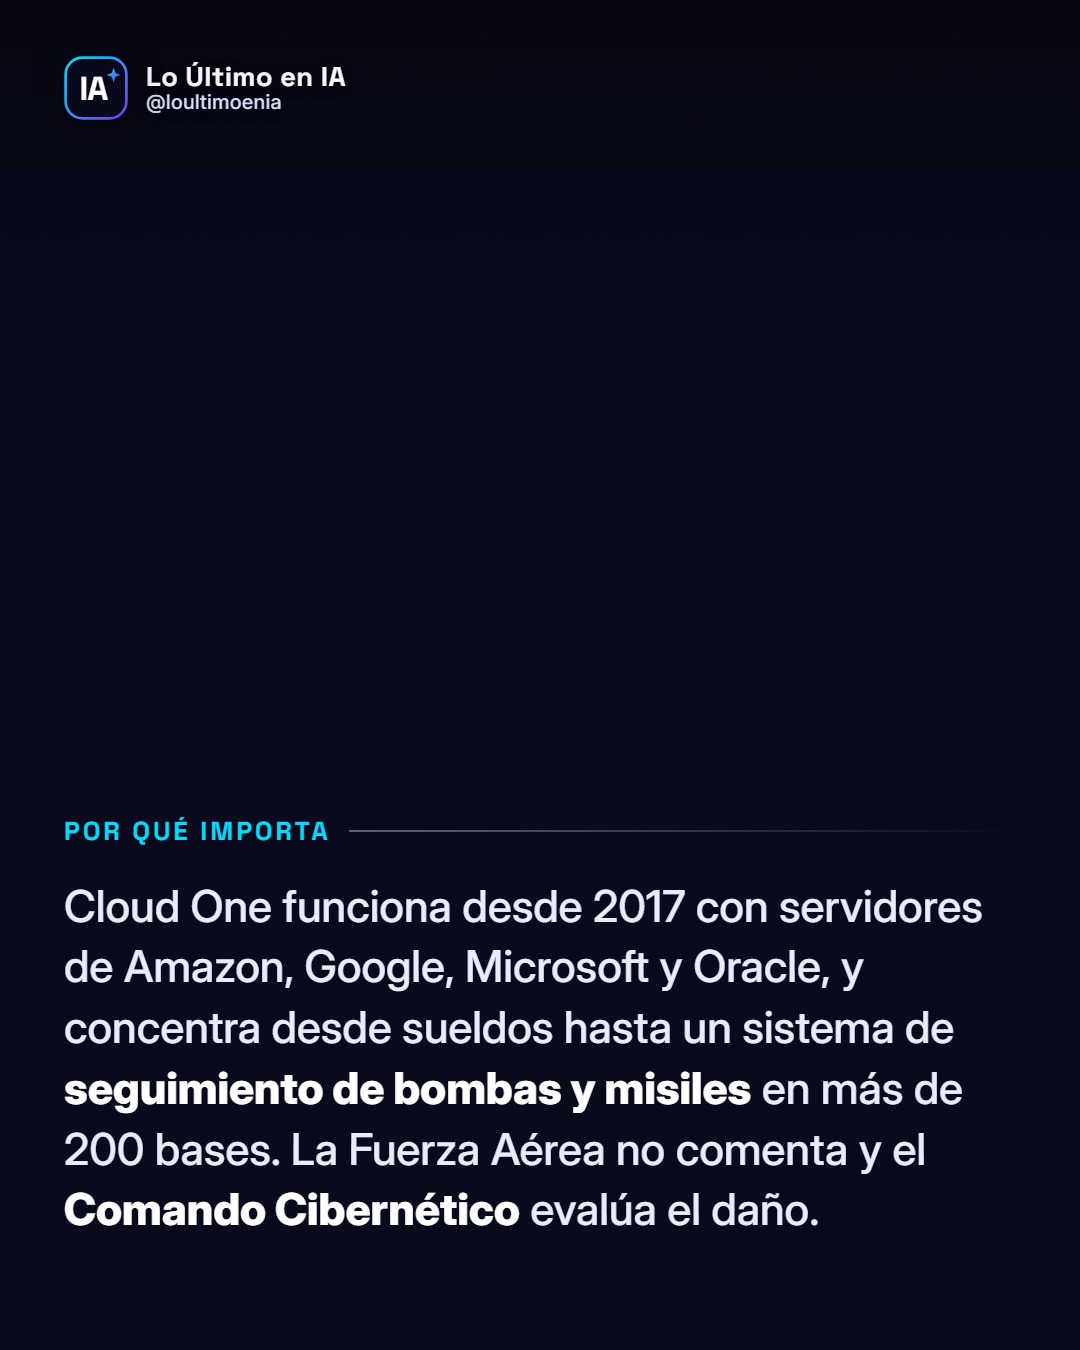 IA
Lo Último en IA
@loultimoenia
POR QUÉ IMPORTA
Cloud One funciona desde 2017 con servidores
de Amazon, Google, Microsoft y Oracle, y
concentra desde sueldos hasta un sistema de
seguimiento de bombas y misiles en más de
200 bases. La Fuerza Aérea no comenta y el
Comando Cibernético evalúa el daño.